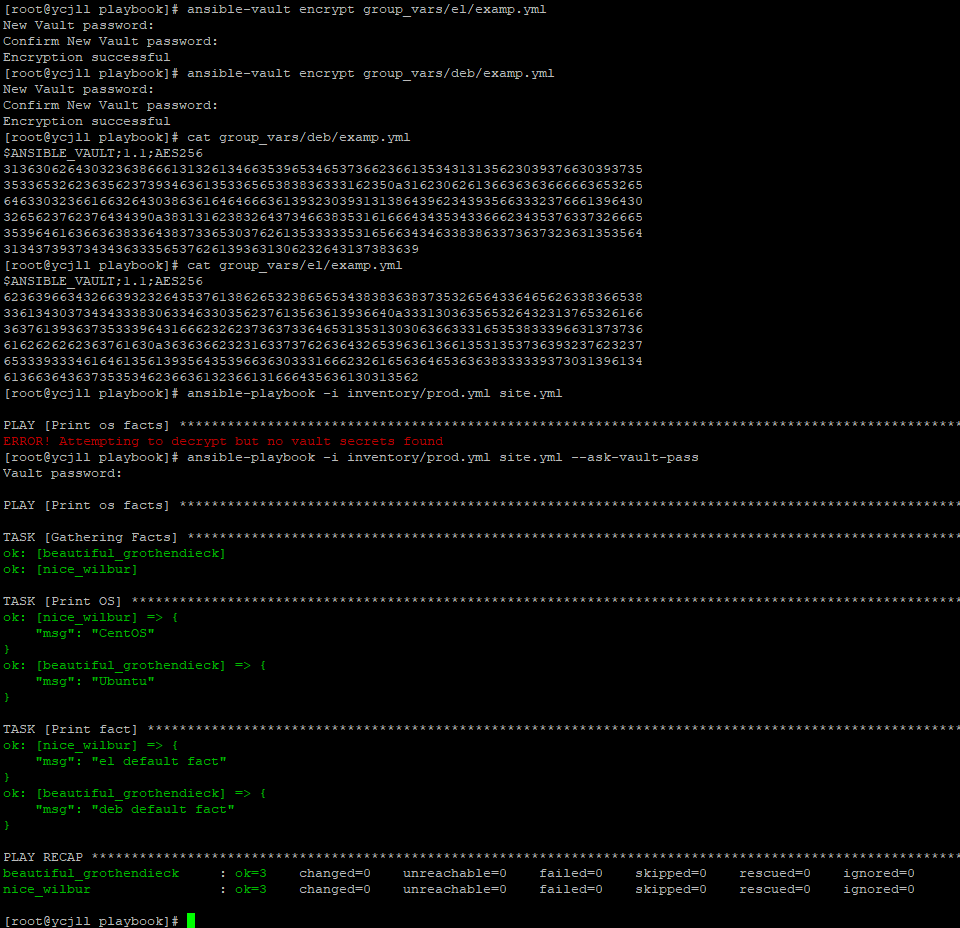 [root@ycjll playbook]# ansible-vault encrypt group_vars/el/examp.yml
New Vault password:
Confirm New Vault password:
Encryption successful
[root@ycjll playbook]# ansible-vault encrypt group_vars/deb/examp.yml
New Vault password:
Confirm New Vault password:
Encryption successful
[root@ycjll playbook]# cat group_vars/deb/examp.yml
$ANSIBLE_VAULT;1.1;AES256
31363062643032363866613132613466353965346537366236613534313135623039376630393735
3533653262363562373934636135336565383836333162350a316230626136663636366663653265
64633032366166326430386361646466636139323039313138643962343935663332376661396430
3265623762376434390a383131623832643734663835316166643435343366623435376337326665
35396461636636383364383733653037626135333335316566343463383863373637323631353564
3134373937343436333565376261393631306232643137383639
[root@ycjll playbook]# cat group_vars/el/examp.yml
$ANSIBLE_VAULT;1.1;AES256
62363966343266393232643537613862653238656534383836383735326564336465626338366538
3361343037343433383063346330356237613563613936640a333130363565326432313765326166
36376139363735333964316662326237363733646531353130306366633165353833396631373736
6162626262363761630a363636623231633737626364326539636136613531353736393237623237
65333933346164613561393564353966363033316662326165636465363638333339373031396134
6136636436373535346236636132366131666435636130313562
[root@ycjll playbook]# ansible-playbook -i inventory/prod.yml site.yml
PLAY [Print os facts] **************************************************************************************************
ERROR! Attempting to decrypt but no vault secrets found
[root@ycjll playbook]# ansible-playbook -i inventory/prod.yml site.yml --ask-vault-pass
Vault password:
PLAY [Print os facts] **************************************************************************************************
TASK [Gathering Facts] *************************************************************************************************
ok: [beautiful_grothendieck]
ok: [nice_wilbur]
TASK [Print OS] ********************************************************************************************************
ok: [nice_wilbur] => {
"msg": "CentOS"
}
ok: [beautiful_grothendieck] => {
"msg": "Ubuntu"
}
TASK [Print fact] ******************************************************************************************************
ok: [nice_wilbur] => {
"msg": "el default fact"
}
ok: [beautiful_grothendieck] => {
"msg": "deb default fact"
}
PLAY RECAP *************************************************************************************************************
beautiful_grothendieck     : ok=3    changed=0    unreachable=0    failed=0    skipped=0    rescued=0    ignored=0
nice_wilbur                : ok=3    changed=0    unreachable=0    failed=0    skipped=0    rescued=0    ignored=0
[root@ycjll playbook]#